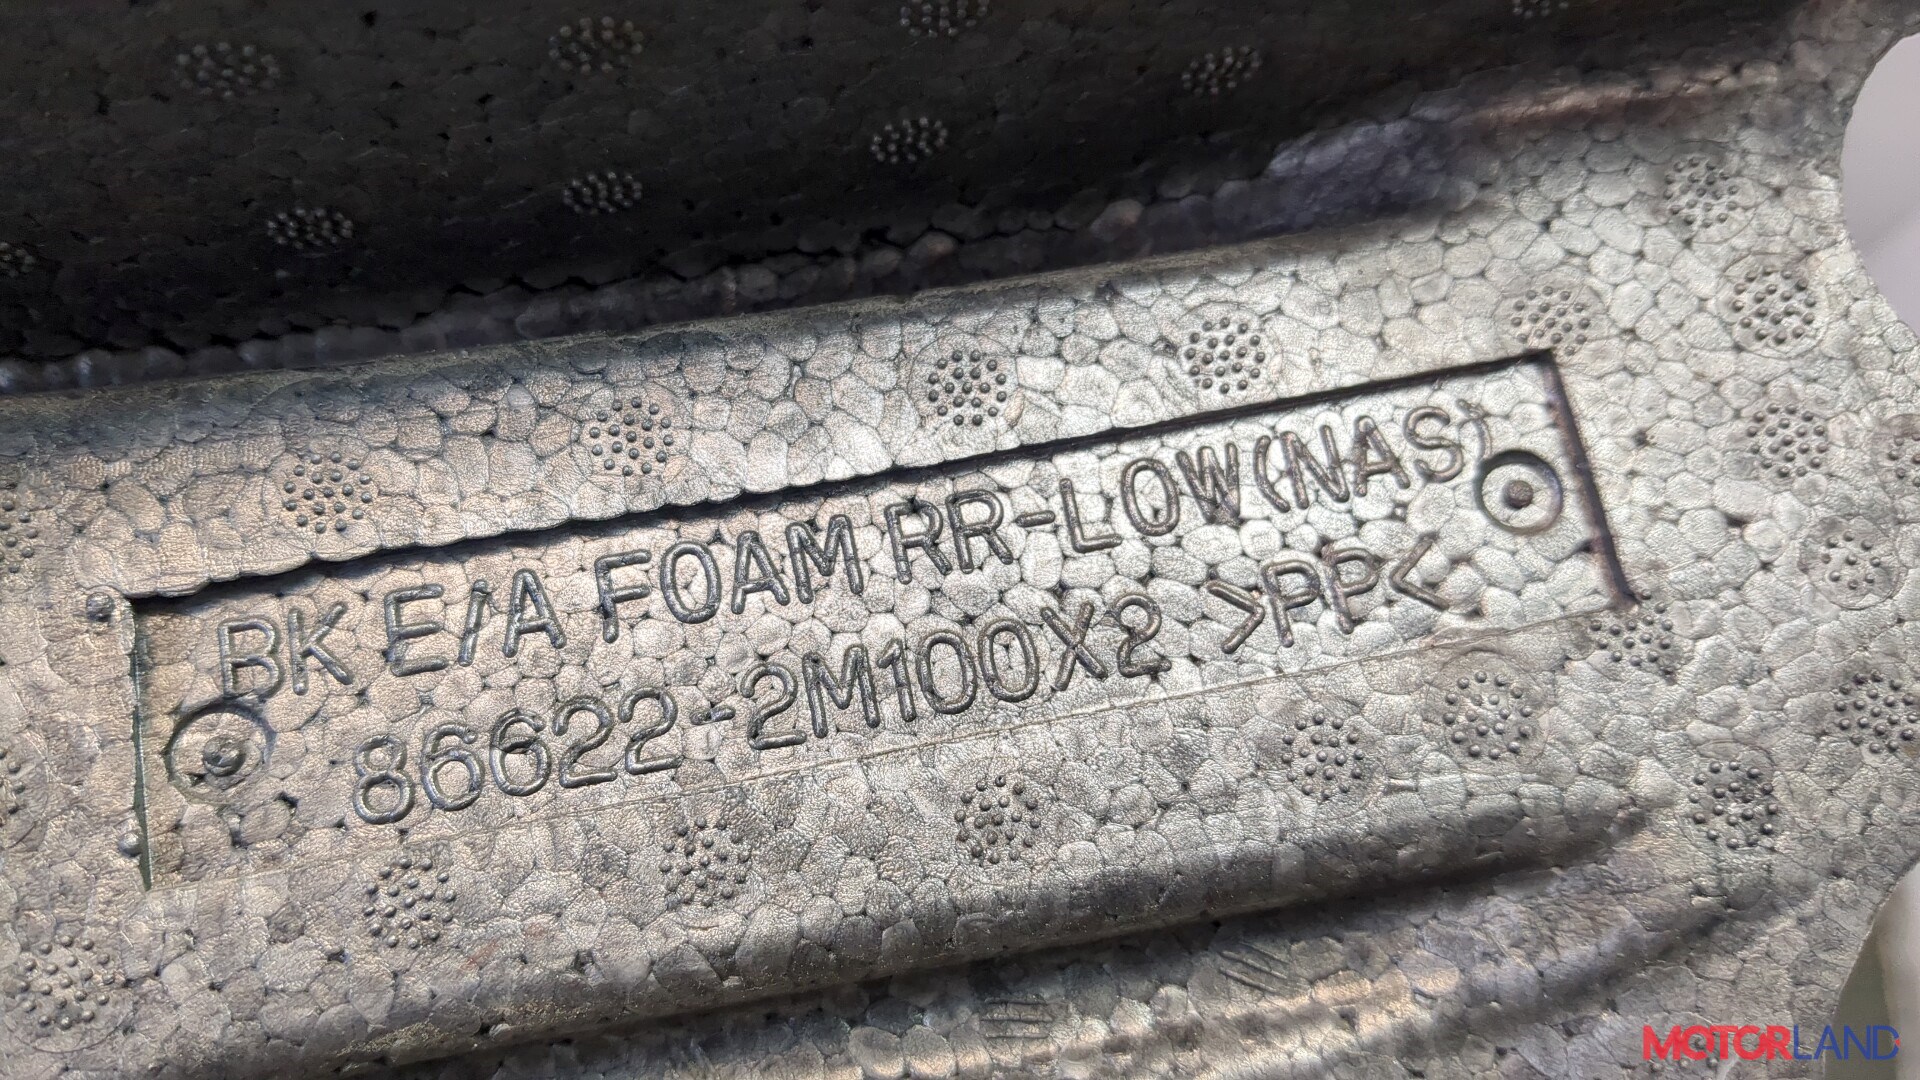 BK E/A FOAM RR-LOW(NAS)
86622-2M100X2 >PP<
MOTORLAND